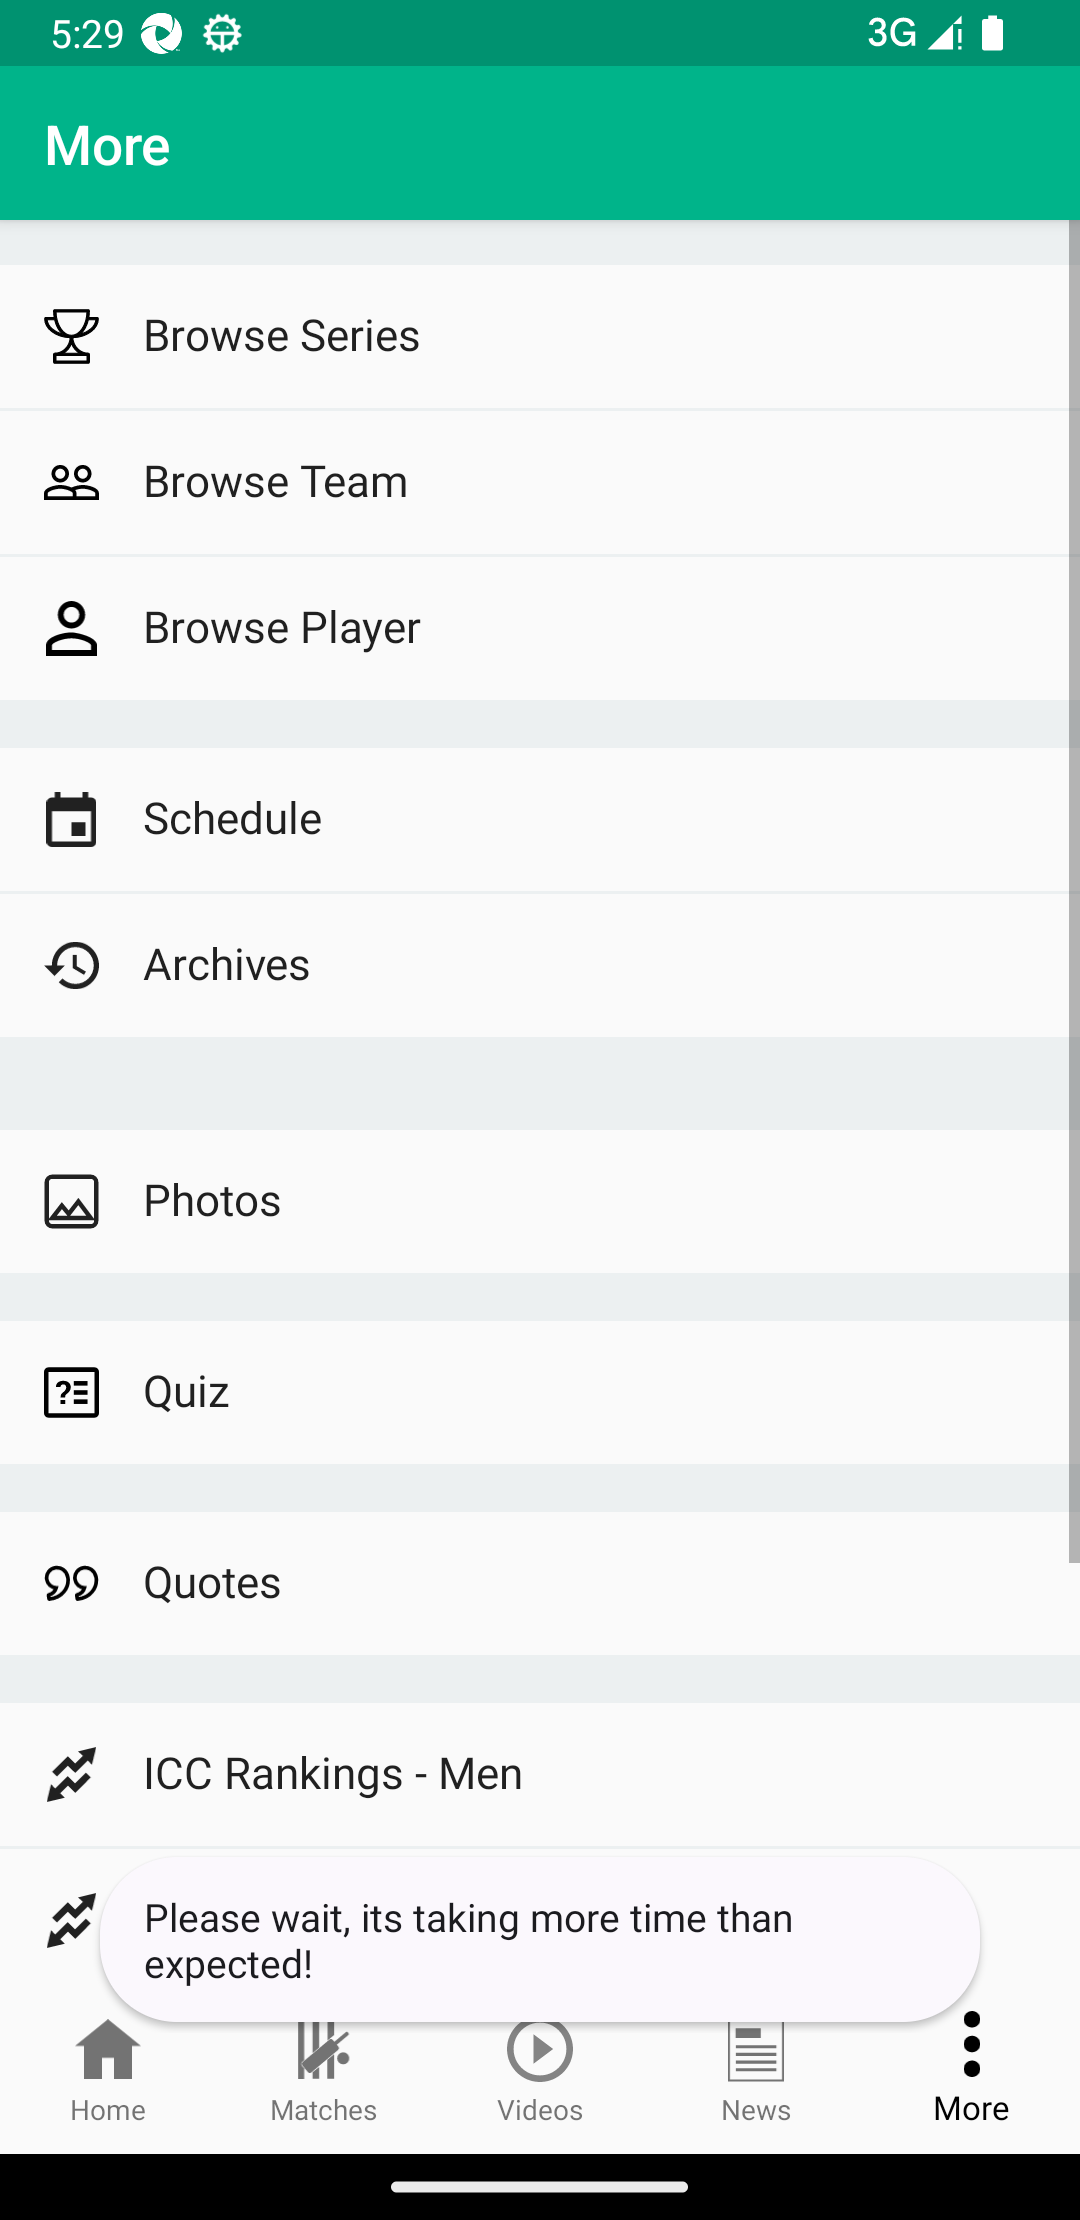 5:29
3G
More
Browse Series
Browse Team
Browse Player
Schedule
Archives
Photos
Quiz
Quotes
ICC Rankings - Men
Please wait, its taking more time than
expected!
Home
Matches
Videos
News
More